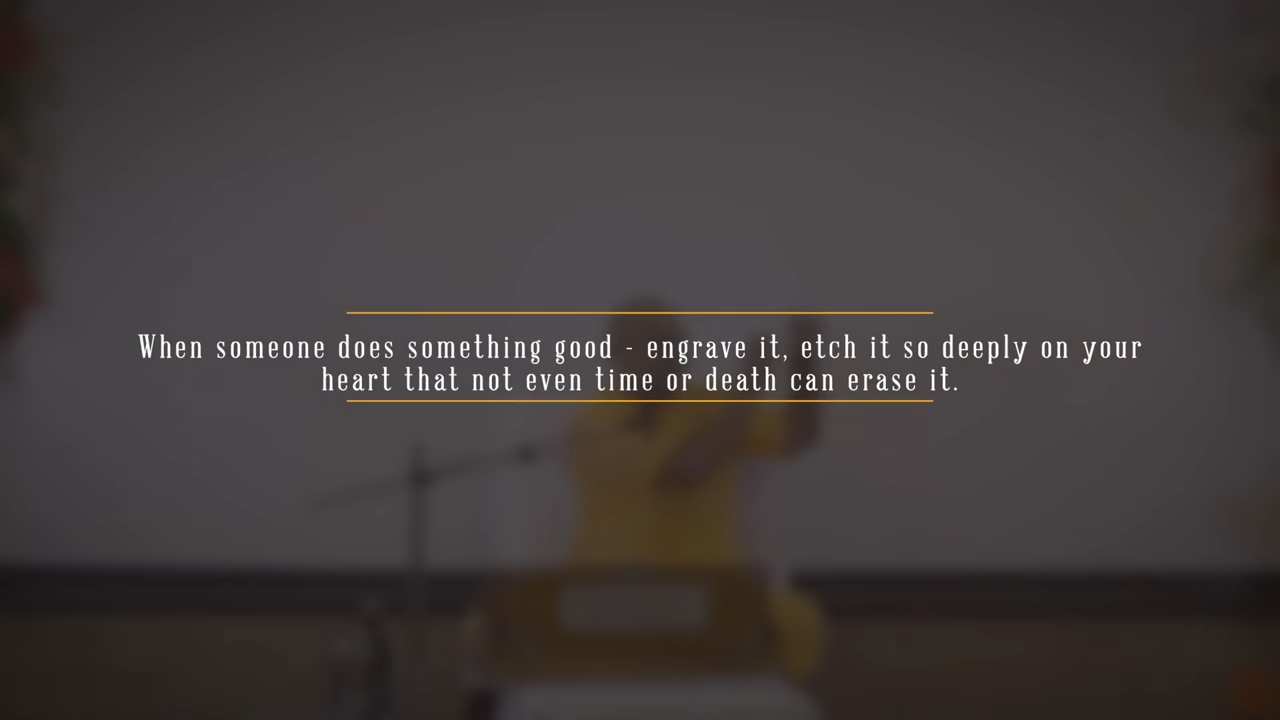 When someone does something good - engrave it, etch it so deeply on your
heart that not even time or death can erase it.